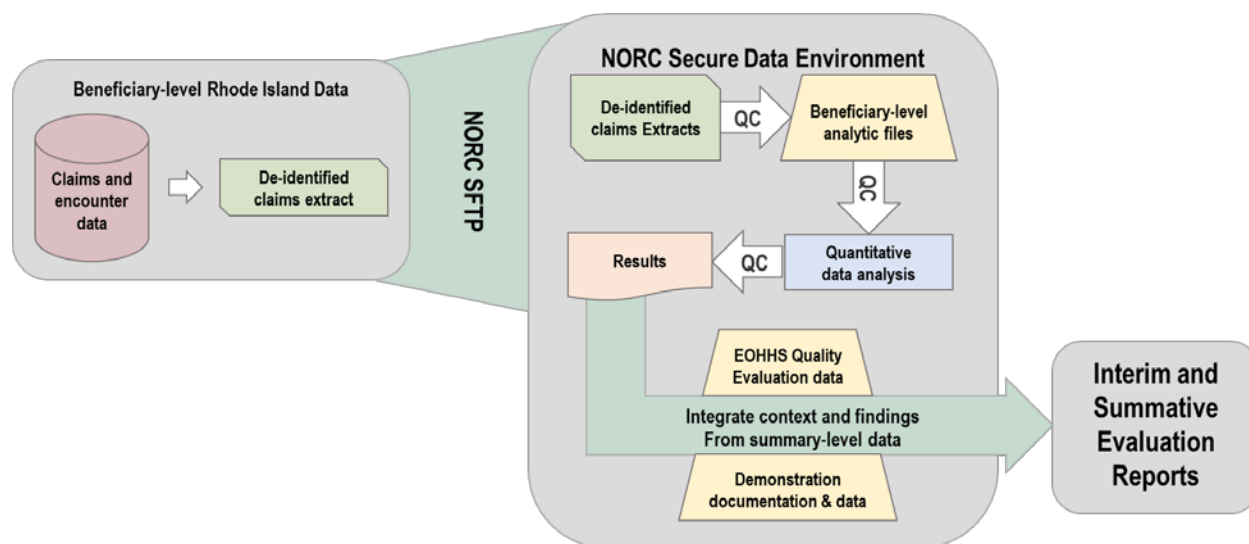 Beneficiary-level Rhode Island Data
Claims and
encounter
data
De-identified
claims extract
NORC SFTP
NORC Secure Data Environment
De-identified
claims Extracts
QC
Beneficiary-level
analytic files
QC
Quantitative
data analysis
QC
Results
EOHHS Quality
Evaluation data
Integrate context and findings
From summary-level data
Demonstration
documentation & data
Interim and
Summative
Evaluation
Reports